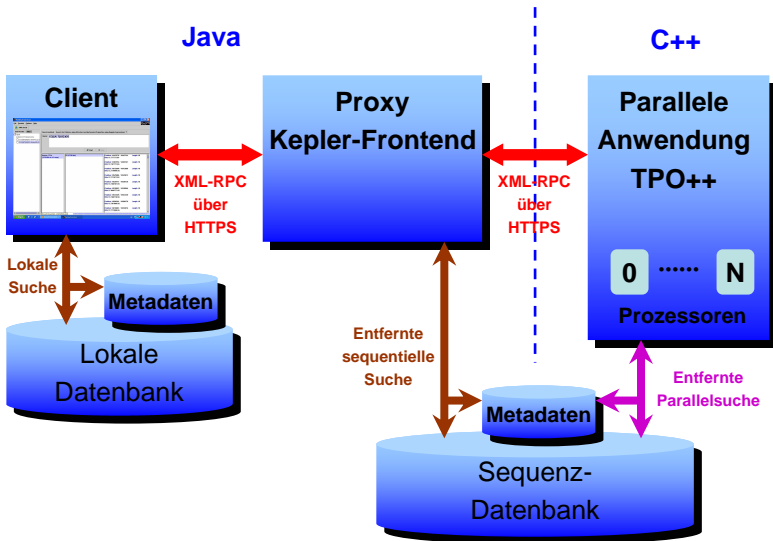 Java
C++
Client
Proxy
Kepler-Frontend
Parallele
Anwendung
TPO++
XML-RPC
über
HTTPS
XML-RPC
über
HTTPS
0 ...... N
Prozessoren
Lokale
Suche
Metadaten
Lokale
Datenbank
Entfernte
sequentielle
Suche
Metadaten
Entfernte
Parallelsuche
Sequenz-
Datenbank